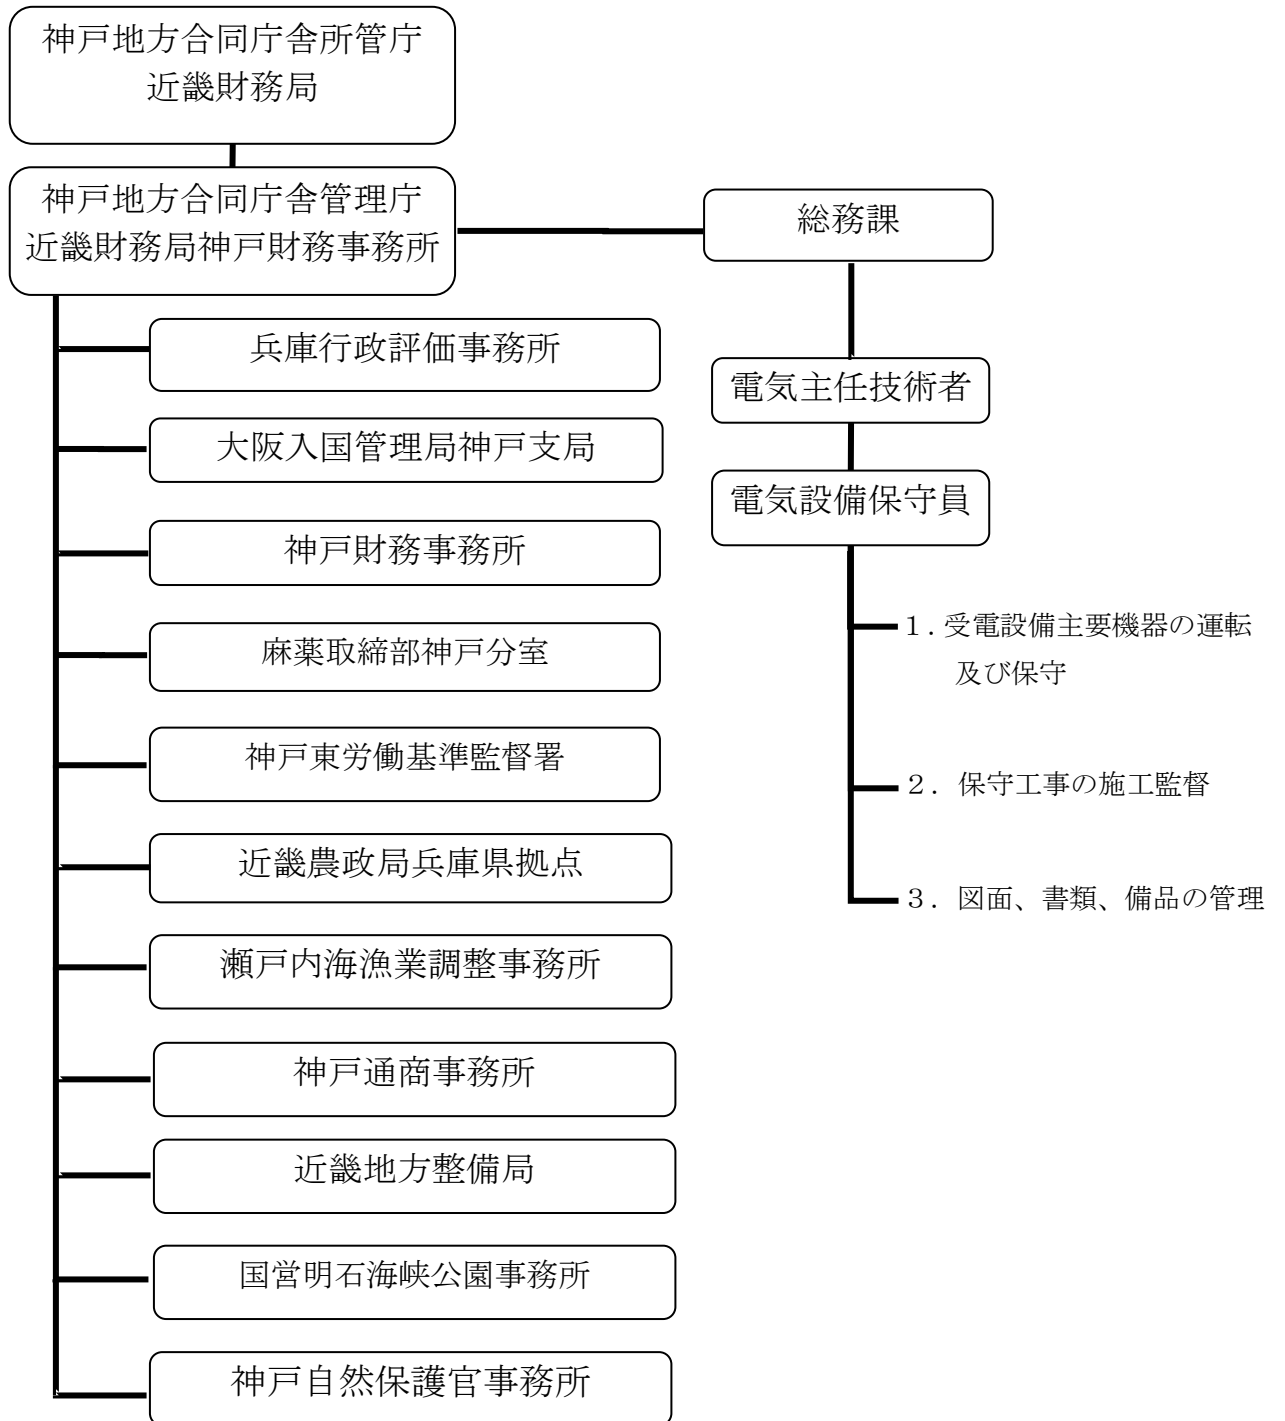 神戸地方合同庁舎所管庁
近畿財務局
神戸地方合同庁舎管理庁
近畿財務局神戸財務事務所
総務課
兵庫行政評価事務所
大阪入国管理局神戸支局
神戸財務事務所
麻薬取締部神戸分室
神戸東労働基準監督署
近畿農政局兵庫県拠点
瀬戸内海漁業調整事務所
神戸通商事務所
近畿地方整備局
国営明石海峡公園事務所
神戸自然保護官事務所
電気主任技術者
電気設備保守員
１．受電設備主要機器の運転
及び保守
２．保守工事の施工監督
３．図面、書類、備品の管理